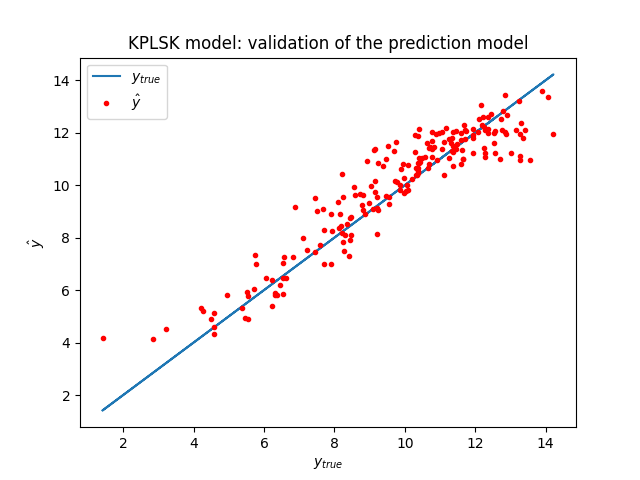 KPLSK model: validation of the prediction model
y_true
ŷ
14
12
10
8
6
4
2
ŷ
2 4 6 8 10 12 14
y_true